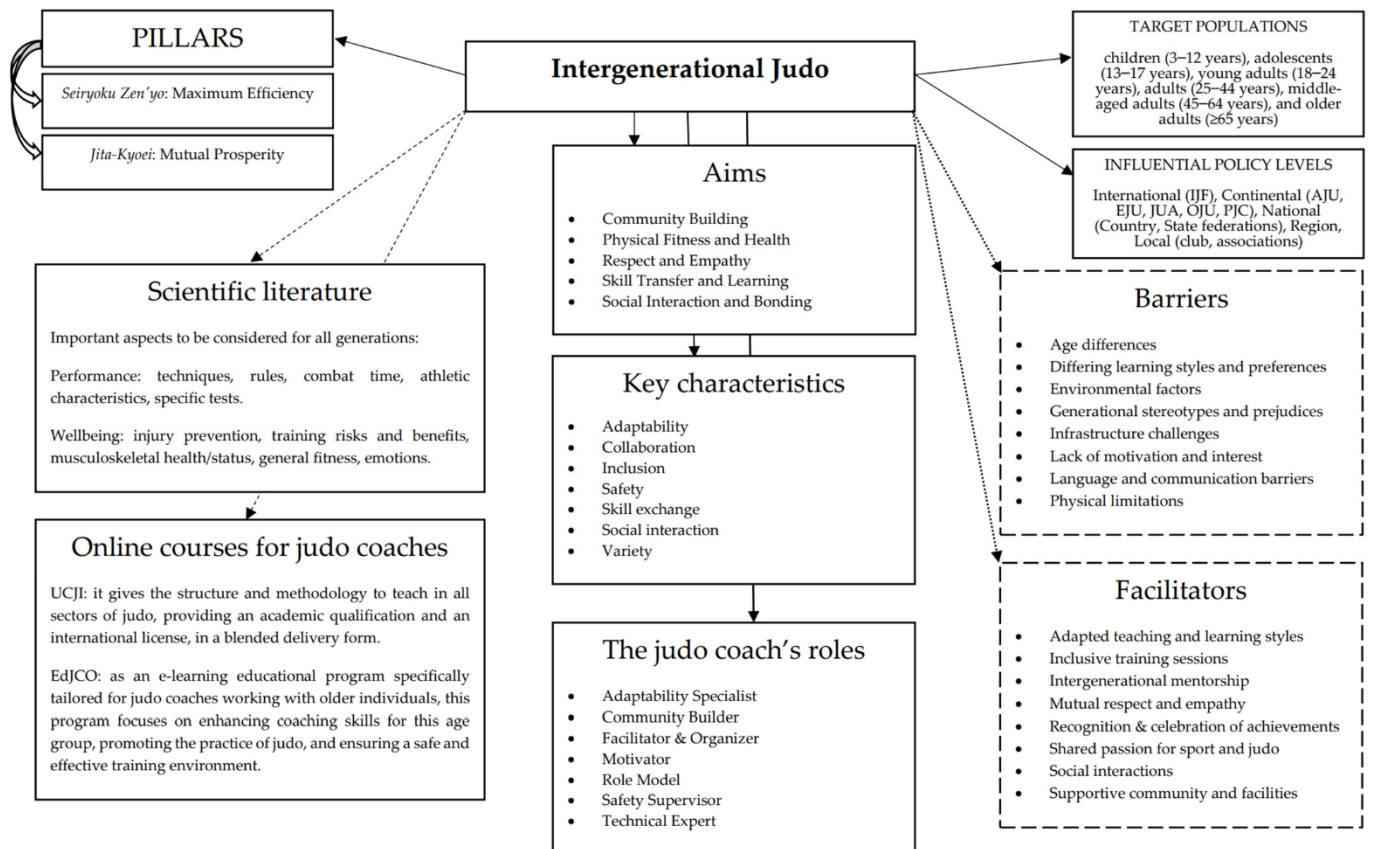 PILLARS
Seiryoku Zen'yo: Maximum Efficiency
Jita-Kyoei: Mutual Prosperity
Intergenerational Judo
TARGET POPULATIONS
children (3–12 years), adolescents
(13–17 years), young adults (18–24
years), adults (25–44 years), middle-
aged adults (45–64 years), and older
adults (≥65 years)
INFLUENTIAL POLICY LEVELS
International (IJF), Continental (AJU,
EJU, JUA, OJU, PJC), National
(Country, State federations), Region,
Local (club, associations)
Aims
• Community Building
• Physical Fitness and Health
• Respect and Empathy
• Skill Transfer and Learning
• Social Interaction and Bonding
Scientific literature
Important aspects to be considered for all generations:
Performance: techniques, rules, combat time, athletic
characteristics, specific tests.
Wellbeing: injury prevention, training risks and benefits,
musculoskeletal health/status, general fitness, emotions.
Key characteristics
• Adaptability
• Collaboration
• Inclusion
• Safety
• Skill exchange
• Social interaction
• Variety
Barriers
• Age differences
• Differing learning styles and preferences
• Environmental factors
• Generational stereotypes and prejudices
• Infrastructure challenges
• Lack of motivation and interest
• Language and communication barriers
• Physical limitations
Online courses for judo coaches
UCJI: it gives the structure and methodology to teach in all
sectors of judo, providing an academic qualification and an
international license, in a blended delivery form.
EdJCO: as an e-learning educational program specifically
tailored for judo coaches working with older individuals, this
program focuses on enhancing coaching skills for this age
group, promoting the practice of judo, and ensuring a safe and
effective training environment.
The judo coach's roles
• Adaptability Specialist
• Community Builder
• Facilitator & Organizer
• Motivator
• Role Model
• Safety Supervisor
• Technical Expert
Facilitators
• Adapted teaching and learning styles
• Inclusive training sessions
• Intergenerational mentorship
• Mutual respect and empathy
• Recognition & celebration of achievements
• Shared passion for sport and judo
• Social interactions
• Supportive community and facilities